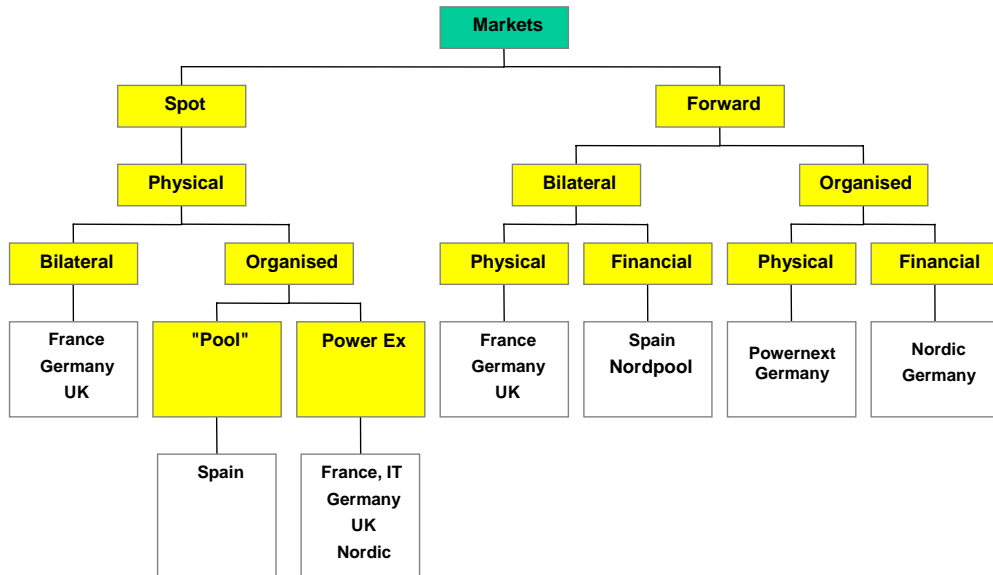 Markets
Spot
Forward
Physical
Bilateral
Organised
Bilateral
Organised
Physical
Financial
Physical
Financial
France
Germany
UK
"Pool"
Power Ex
France
Germany
UK
Spain
Nordpool
Powernext
Germany
Nordic
Germany
Spain
France, IT
Germany
UK
Nordic